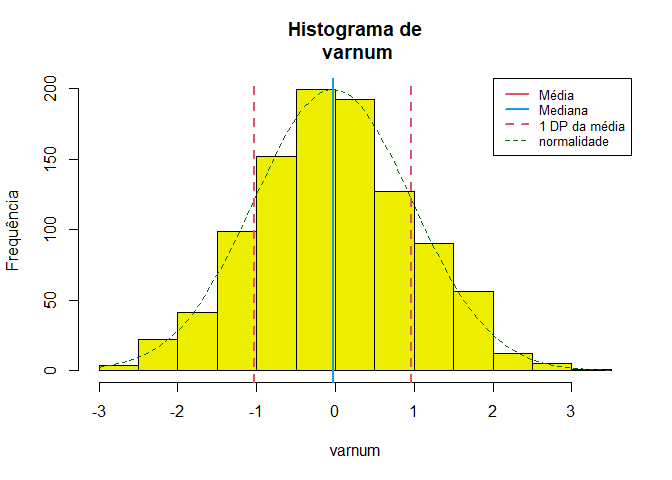 Histograma de
varnum
Média
Mediana
1 DP da média
normalidade
Frequência
200
150
100
50
0
-3
-2
-1
0
1
2
3
varnum